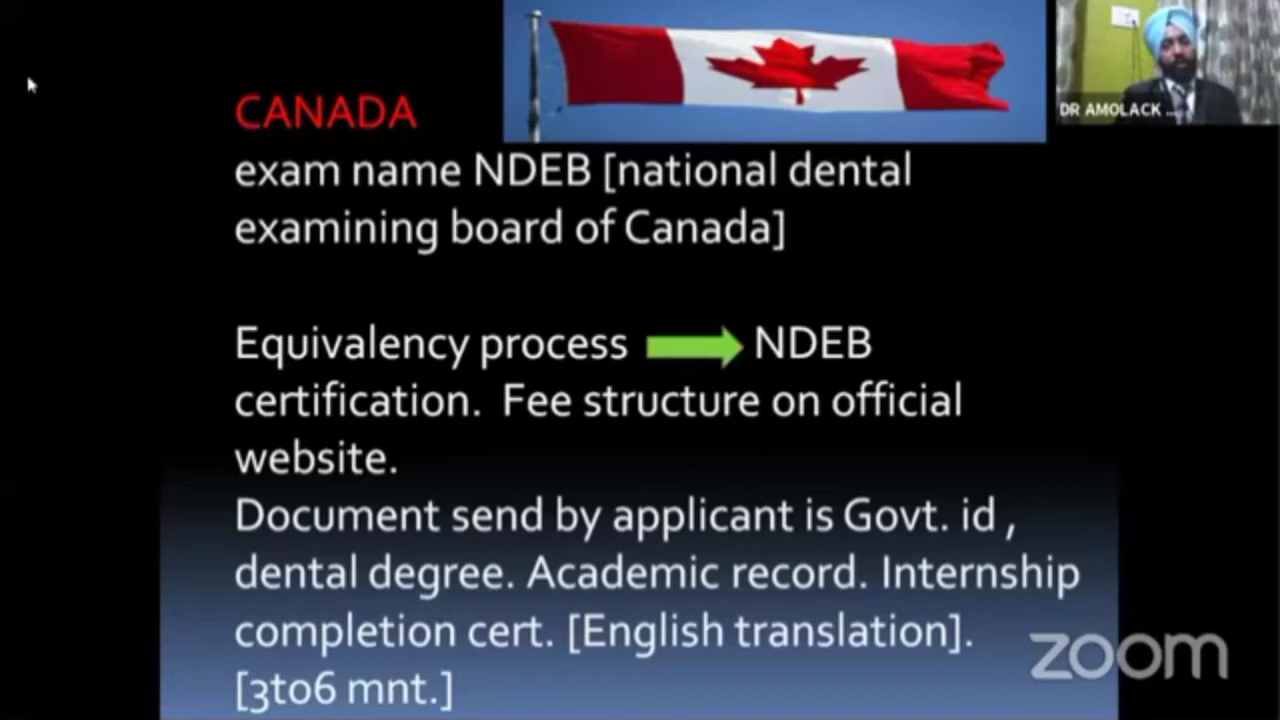 CANADA
exam name NDEB [national dental
examining board of Canada]
Equivalency process NDEB
certification. Fee structure on official
website.
Document send by applicant is Govt. id ,
dental degree. Academic record. Internship
completion cert. [English translation].
[3to6 mnt.]
DR AMOLACK ...
zoom